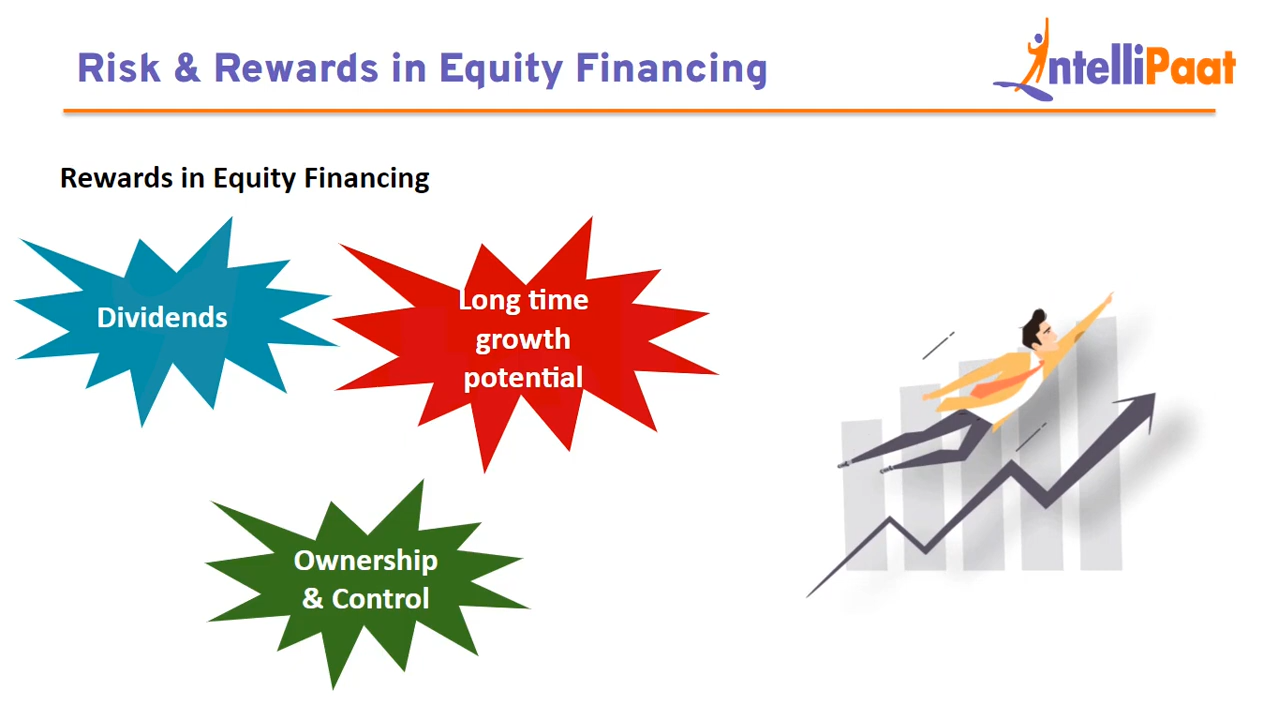 Risk & Rewards in Equity Financing
IntelliPaat
Rewards in Equity Financing
Dividends
Long time
growth
potential
Ownership
& Control